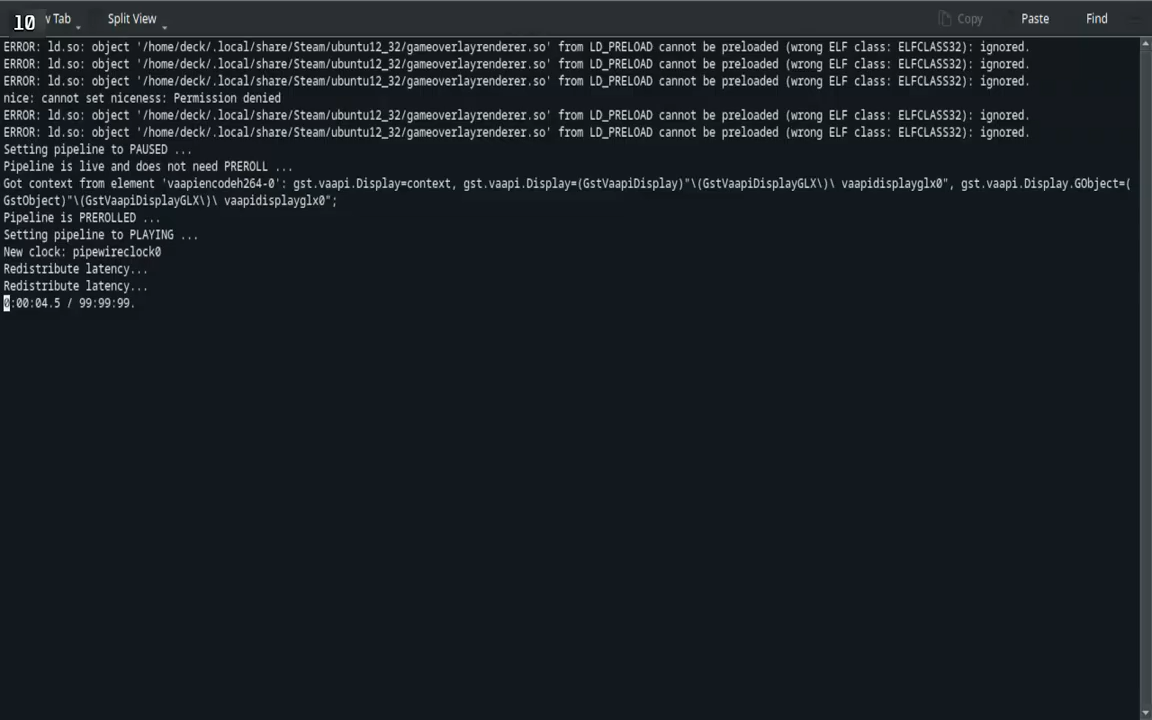 10 w Tab Split View Copy Paste Find
ERROR: ld.so: object '/home/deck/.local/share/Steam/ubuntu12_32/gameoverlayrenderer.so' from LD_PRELOAD cannot be preloaded (wrong ELF class: ELFCLASS32): ignored.
ERROR: ld.so: object '/home/deck/.local/share/Steam/ubuntu12_32/gameoverlayrenderer.so' from LD_PRELOAD cannot be preloaded (wrong ELF class: ELFCLASS32): ignored.
ERROR: ld.so: object '/home/deck/.local/share/Steam/ubuntu12_32/gameoverlayrenderer.so' from LD_PRELOAD cannot be preloaded (wrong ELF class: ELFCLASS32): ignored.
nice: cannot set niceness: Permission denied
ERROR: ld.so: object '/home/deck/.local/share/Steam/ubuntu12_32/gameoverlayrenderer.so' from LD_PRELOAD cannot be preloaded (wrong ELF class: ELFCLASS32): ignored.
ERROR: ld.so: object '/home/deck/.local/share/Steam/ubuntu12_32/gameoverlayrenderer.so' from LD_PRELOAD cannot be preloaded (wrong ELF class: ELFCLASS32): ignored.
Setting pipeline to PAUSED ...
Pipeline is live and does not need PREROLL ...
Got context from element 'vaapiencodeh264-0': gst.vaapi.Display=context, gst.vaapi.Display=(GstVaapiDisplay)"\(GstVaapiDisplayGLX\)\ vaapidisplayglx0", gst.vaapi.Display.GObject=(
GstObject)"\(GstVaapiDisplayGLX\)\ vaapidisplayglx0";
Pipeline is PREROLLED ...
Setting pipeline to PLAYING ...
New clock: pipewireclock0
Redistribute latency...
Redistribute latency...
0:00:04.5 / 99:99:99.